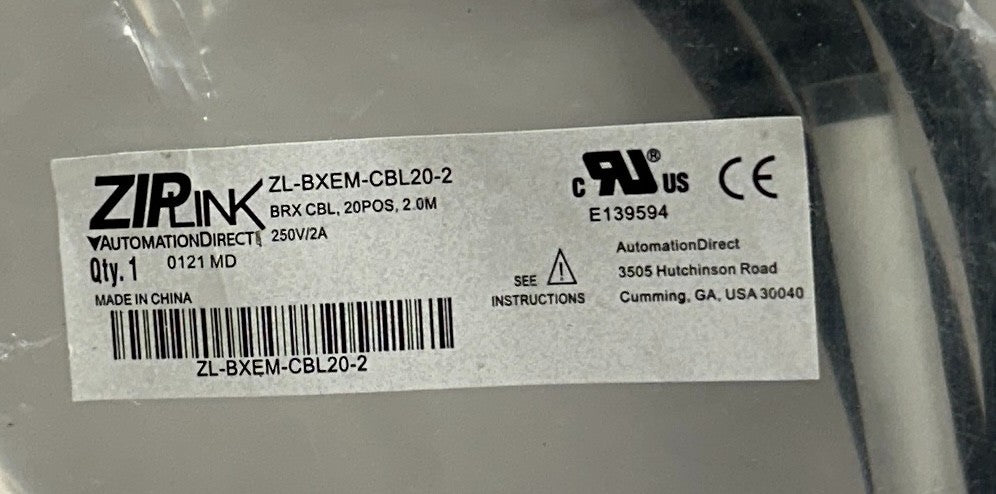 ZIPLINK
AUTOMATIONDIRECT
ZL-BXEM-CBL20-2
BRX CBL, 20POS, 2.0M
250V/2A
Qty. 1 0121 MD
MADE IN CHINA
ZL-BXEM-CBL20-2
c RU® US CE
E139594
SEE
INSTRUCTIONS
AutomationDirect
3505 Hutchinson Road
Cumming, GA, USA 30040